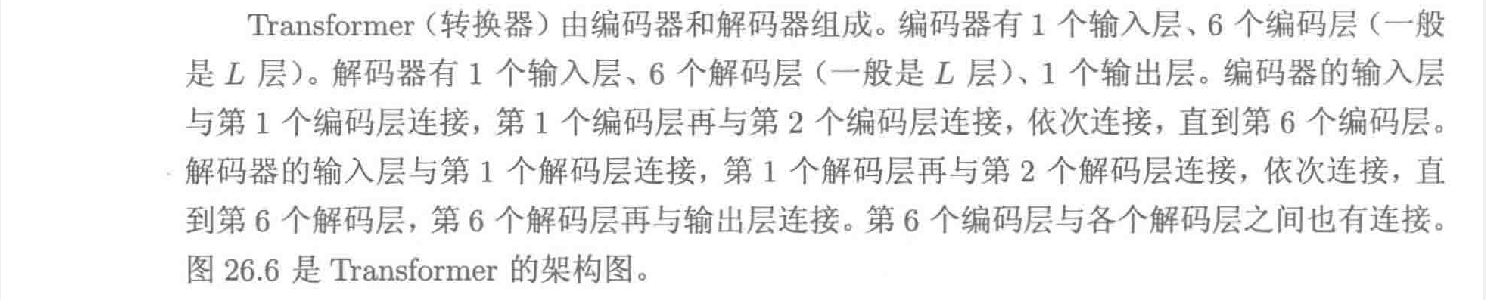 Transformer（转换器）由编码器和解码器组成。编码器有 1 个输入层、6 个编码层（一般
是 L 层）。解码器有 1 个输入层、6 个解码层（一般是 L 层）、1 个输出层。编码器的输入层
与第 1 个编码层连接，第 1 个编码层再与第 2 个编码层连接，依次连接，直到第 6 个编码层。
解码器的输入层与第 1 个解码层连接，第 1 个解码层再与第 2 个解码层连接，依次连接，直
到第 6 个解码层，第 6 个解码层再与输出层连接。第 6 个编码层与各个解码层之间也有连接。
图 26.6 是 Transformer 的架构图。